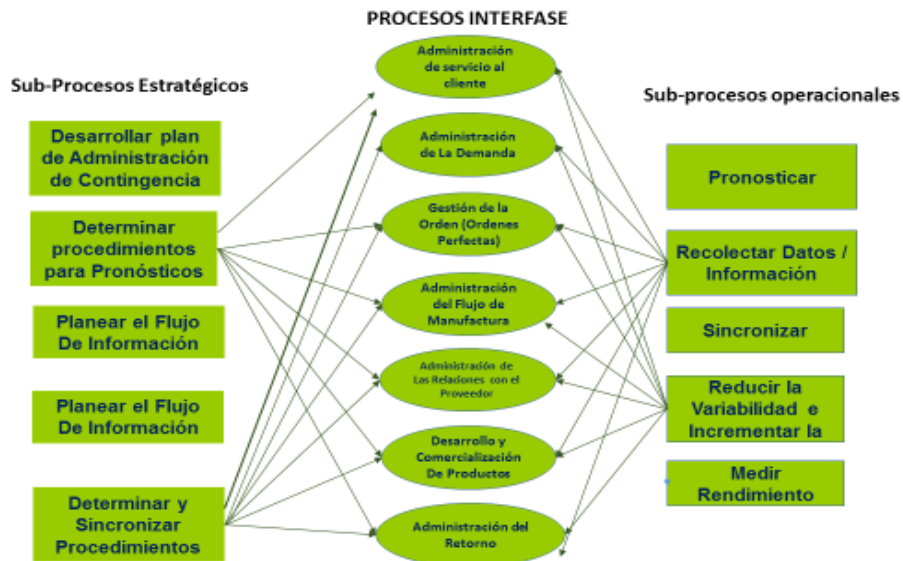 PROCESOS INTERFASE
Sub-Procesos Estratégicos
Desarrollar plan
de Administración
de Contingencia
Determinar
procedimientos
para Pronósticos
Planear el Flujo
De Información
Planear el Flujo
De Información
Determinar y
Sincronizar
Procedimientos
Administración
de servicio al
cliente
Administración
de La Demanda
Gestión de la
Orden (Ordenes
Perfectas)
Administración
del Flujo de
Manufactura
Administración de
Las Relaciones con el
Proveedor
Desarrollo y
Comercialización
De Productos
Administración del
Retorno
Sub-procesos operacionales
Pronosticar
Recolectar Datos /
Información
Sincronizar
Reducir la
Variabilidad e
Incrementar la
Medir
Rendimiento